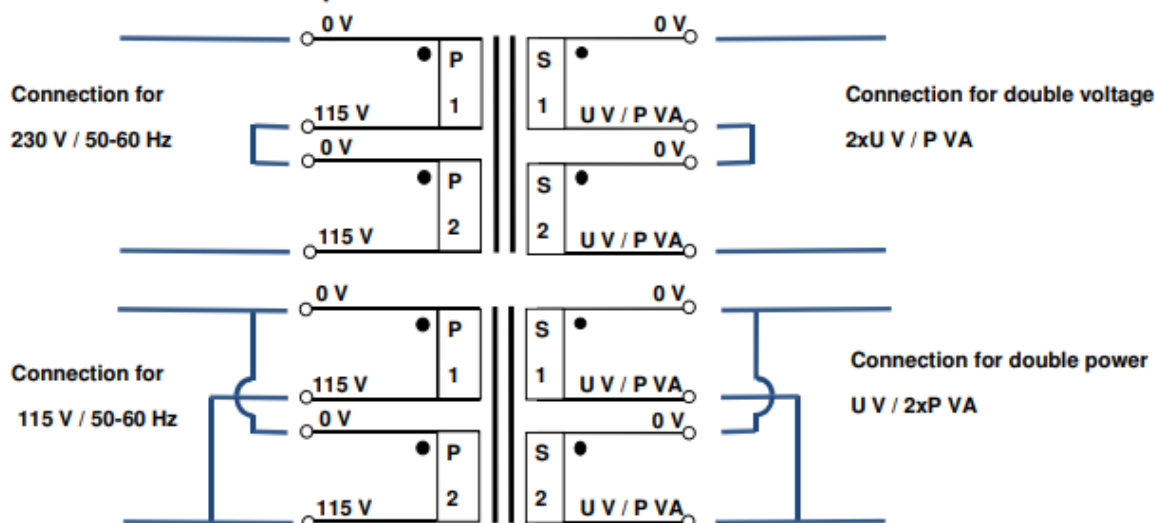 0 V
0 V
P
S
Connection for
1
1
Connection for double voltage
115 V
U V / P VA
230 V / 50-60 Hz
2xU V / P VA
0 V
0 V
P
S
2
2
115 V
U V / P VA
0 V
0 V
P
S
Connection for double power
Connection for
1
1
115 V
U V / P VA
U V / 2xP VA
115 V / 50-60 Hz
0 V
0 V
P
S
2
2
115 V
U V / P VA